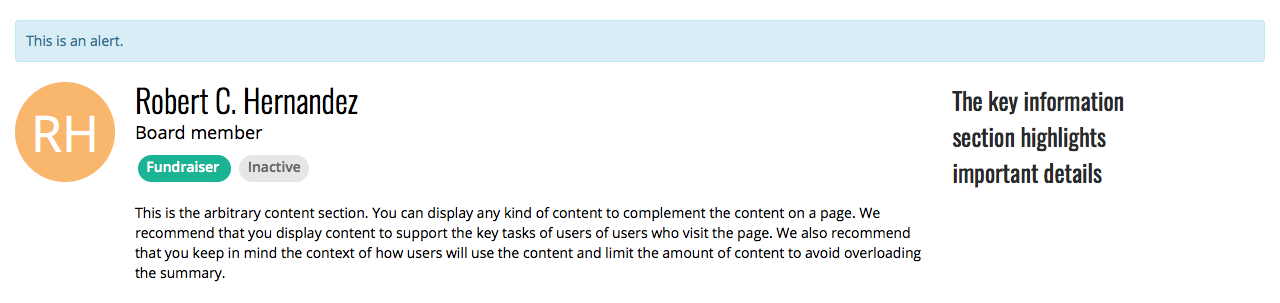 This is an alert.
RH
Robert C. Hernandez
Board member
Fundraiser Inactive
This is the arbitrary content section. You can display any kind of content to complement the content on a page. We
recommend that you display content to support the key tasks of users of users who visit the page. We also recommend
that you keep in mind the context of how users will use the content and limit the amount of content to avoid overloading
the summary.
The key information
section highlights
important details